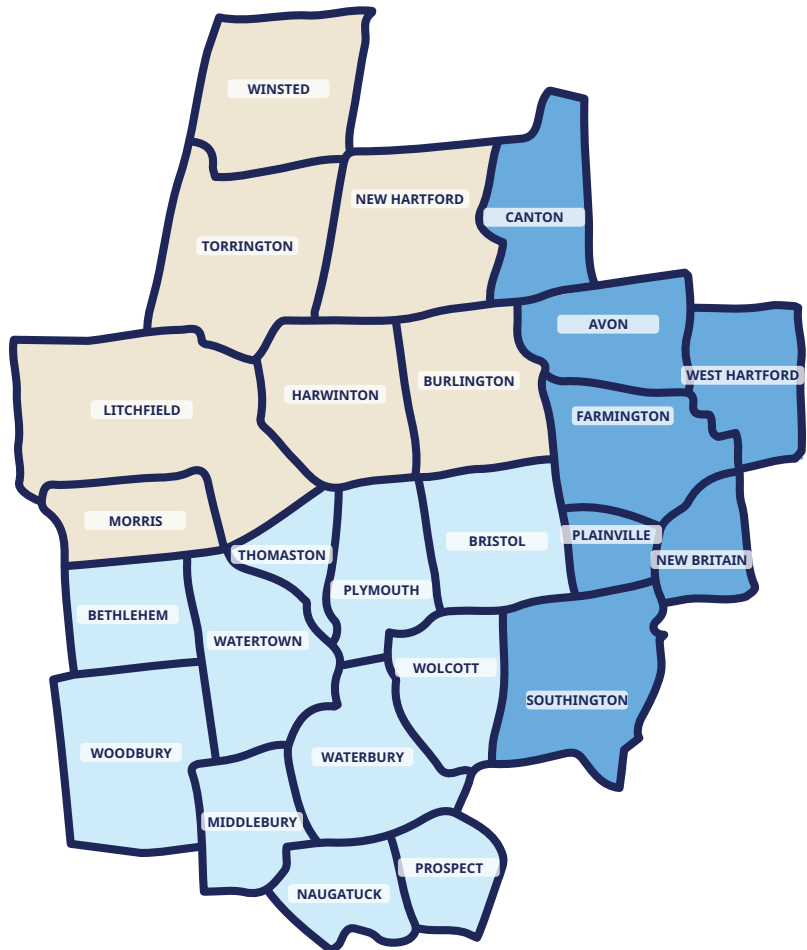 WINSTED
NEW HARTFORD
CANTON
TORRINGTON
AVON
WEST HARTFORD
BURLINGTON
HARWINTON
LITCHFIELD
FARMINGTON
MORRIS
PLAINVILLE
BRISTOL
THOMASTON
NEW BRITAIN
PLYMOUTH
BETHLEHEM
WATERTOWN
WOLCOTT
SOUTHINGTON
WOODBURY
WATERBURY
MIDDLEBURY
PROSPECT
NAUGATUCK